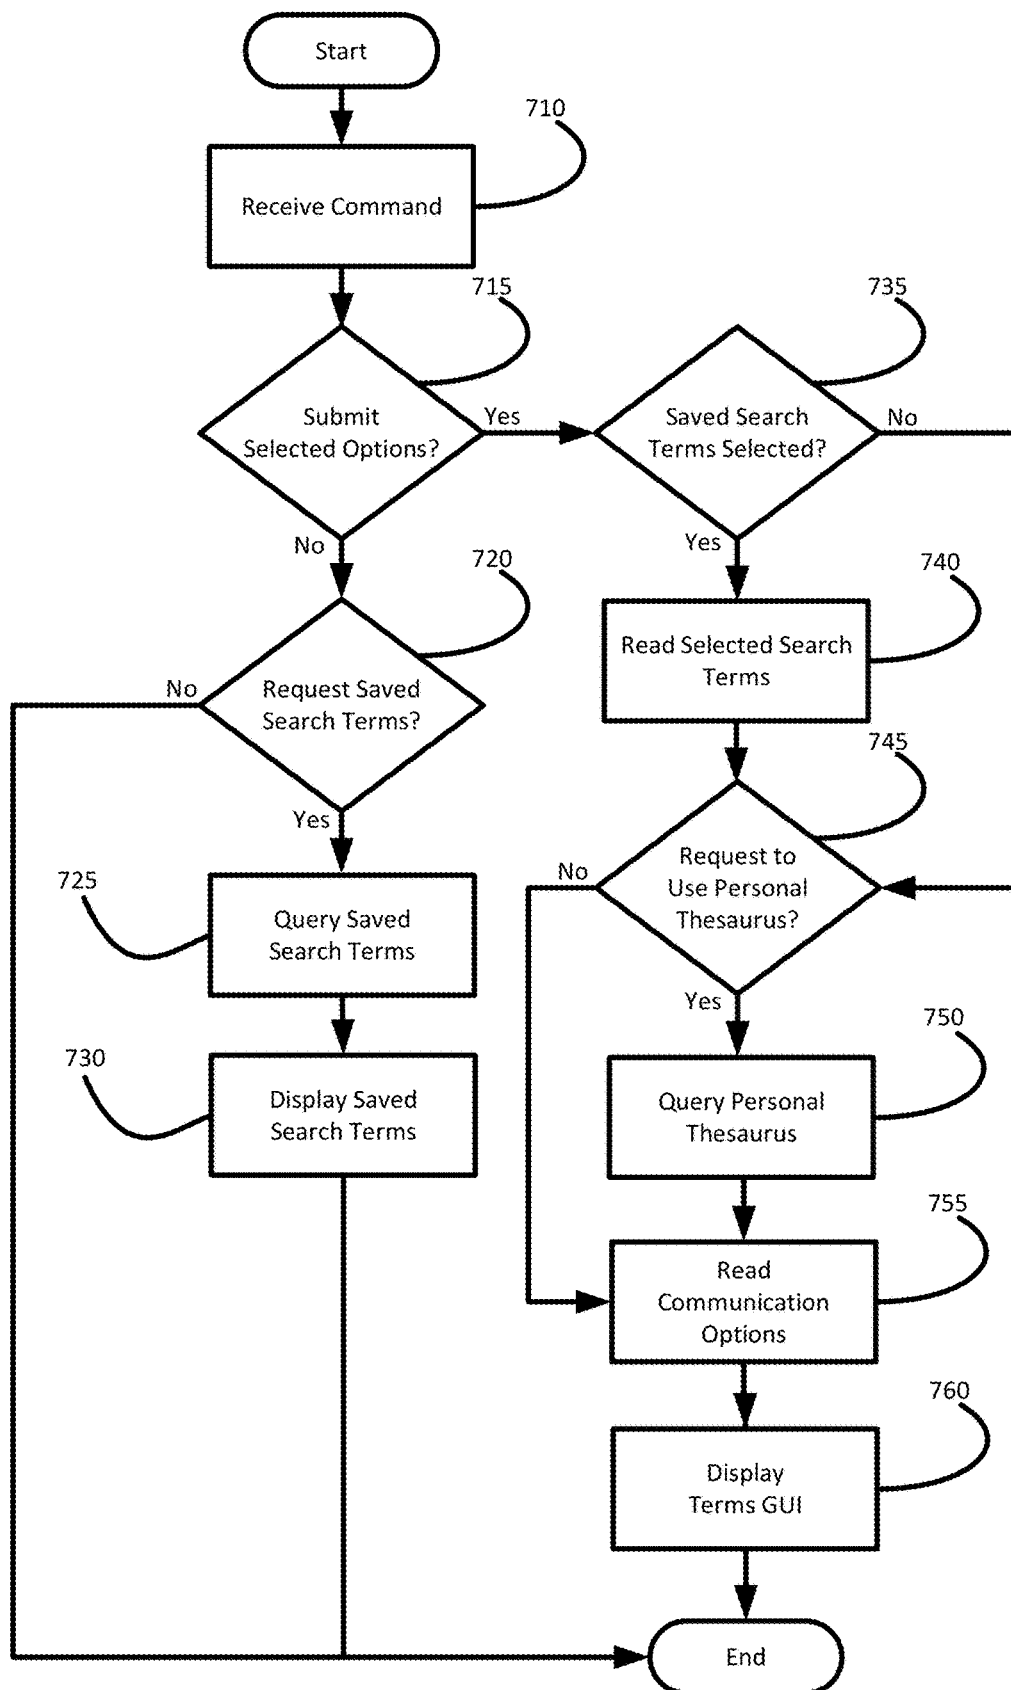 Start
710
Receive Command
715
735
Submit
Selected Options?
Yes
Saved Search
Terms Selected?
No
No
Yes
720
740
Request Saved
Search Terms?
No
Read Selected Search
Terms
Yes
745
Request to
Use Personal
Thesaurus?
No
725
Query Saved
Search Terms
Yes
750
730
Display Saved
Search Terms
Query Personal
Thesaurus
755
Read
Communication
Options
760
Display
Terms GUI
End